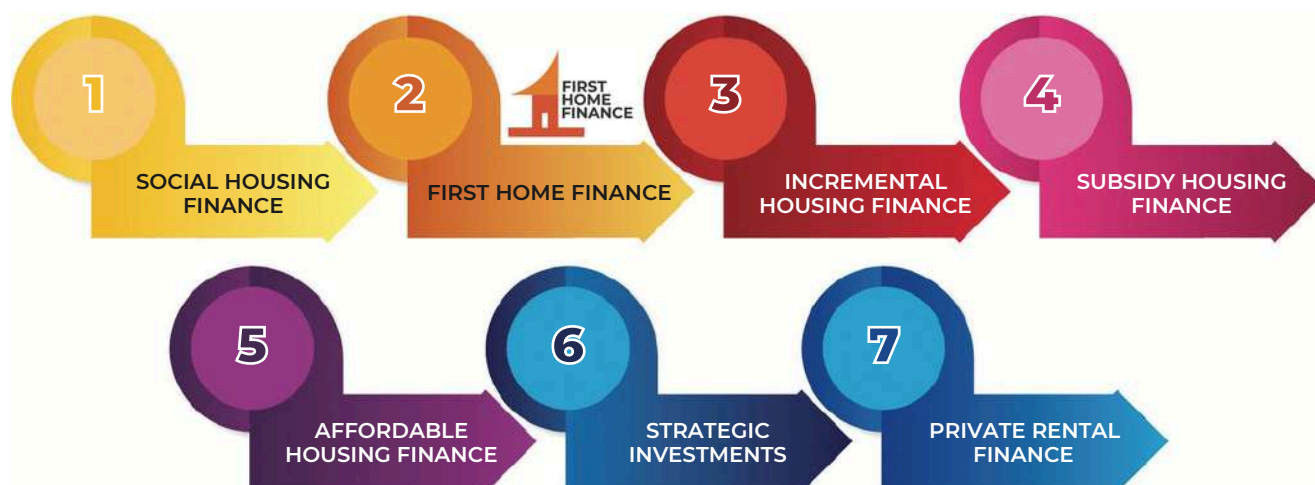 1
SOCIAL HOUSING
FINANCE
2
FIRST
HOME
FINANCE
FIRST HOME FINANCE
3
INCREMENTAL
HOUSING FINANCE
4
SUBSIDY HOUSING
FINANCE
5
AFFORDABLE
HOUSING FINANCE
6
STRATEGIC
INVESTMENTS
7
PRIVATE RENTAL
FINANCE